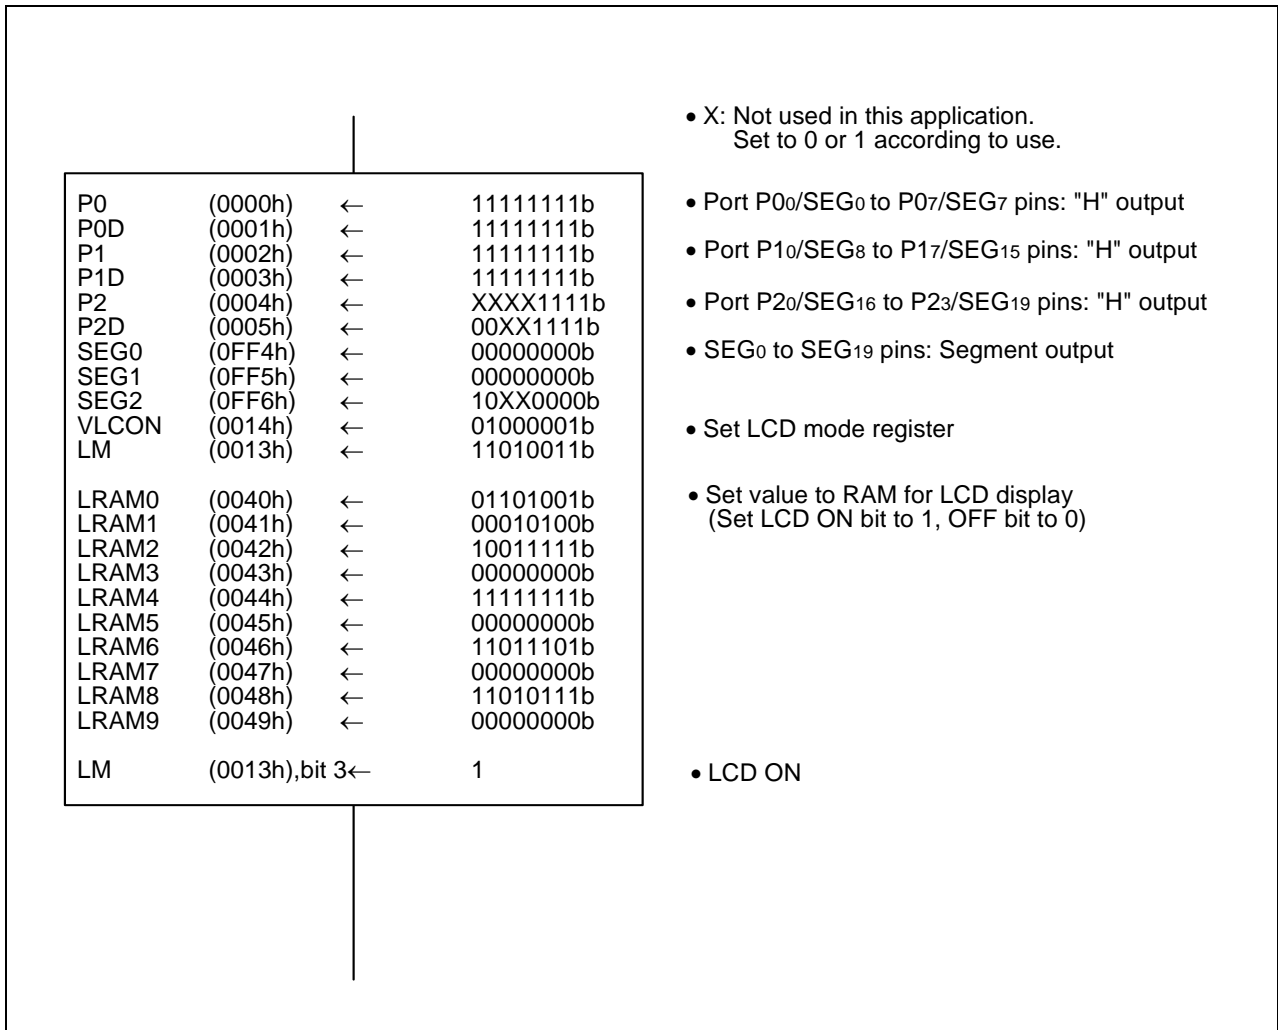 • X: Not used in this application.
Set to 0 or 1 according to use.
P0 (0000h) ← 11111111b • Port P00/SEG0 to P07/SEG7 pins: "H" output
P0D (0001h) ← 11111111b
P1 (0002h) ← 11111111b • Port P10/SEG8 to P17/SEG15 pins: "H" output
P1D (0003h) ← 11111111b
P2 (0004h) ← XXXX1111b • Port P20/SEG16 to P23/SEG19 pins: "H" output
P2D (0005h) ← 00XX1111b
SEG0 (0FF4h) ← 00000000b • SEG0 to SEG19 pins: Segment output
SEG1 (0FF5h) ← 00000000b
SEG2 (0FF6h) ← 10XX0000b
VLCON (0014h) ← 01000001b • Set LCD mode register
LM (0013h) ← 11010011b
LRAM0 (0040h) ← 01101001b • Set value to RAM for LCD display
LRAM1 (0041h) ← 00010100b (Set LCD ON bit to 1, OFF bit to 0)
LRAM2 (0042h) ← 10011111b
LRAM3 (0043h) ← 00000000b
LRAM4 (0044h) ← 11111111b
LRAM5 (0045h) ← 00000000b
LRAM6 (0046h) ← 11011101b
LRAM7 (0047h) ← 00000000b
LRAM8 (0048h) ← 11010111b
LRAM9 (0049h) ← 00000000b
LM (0013h),bit 3← 1 • LCD ON